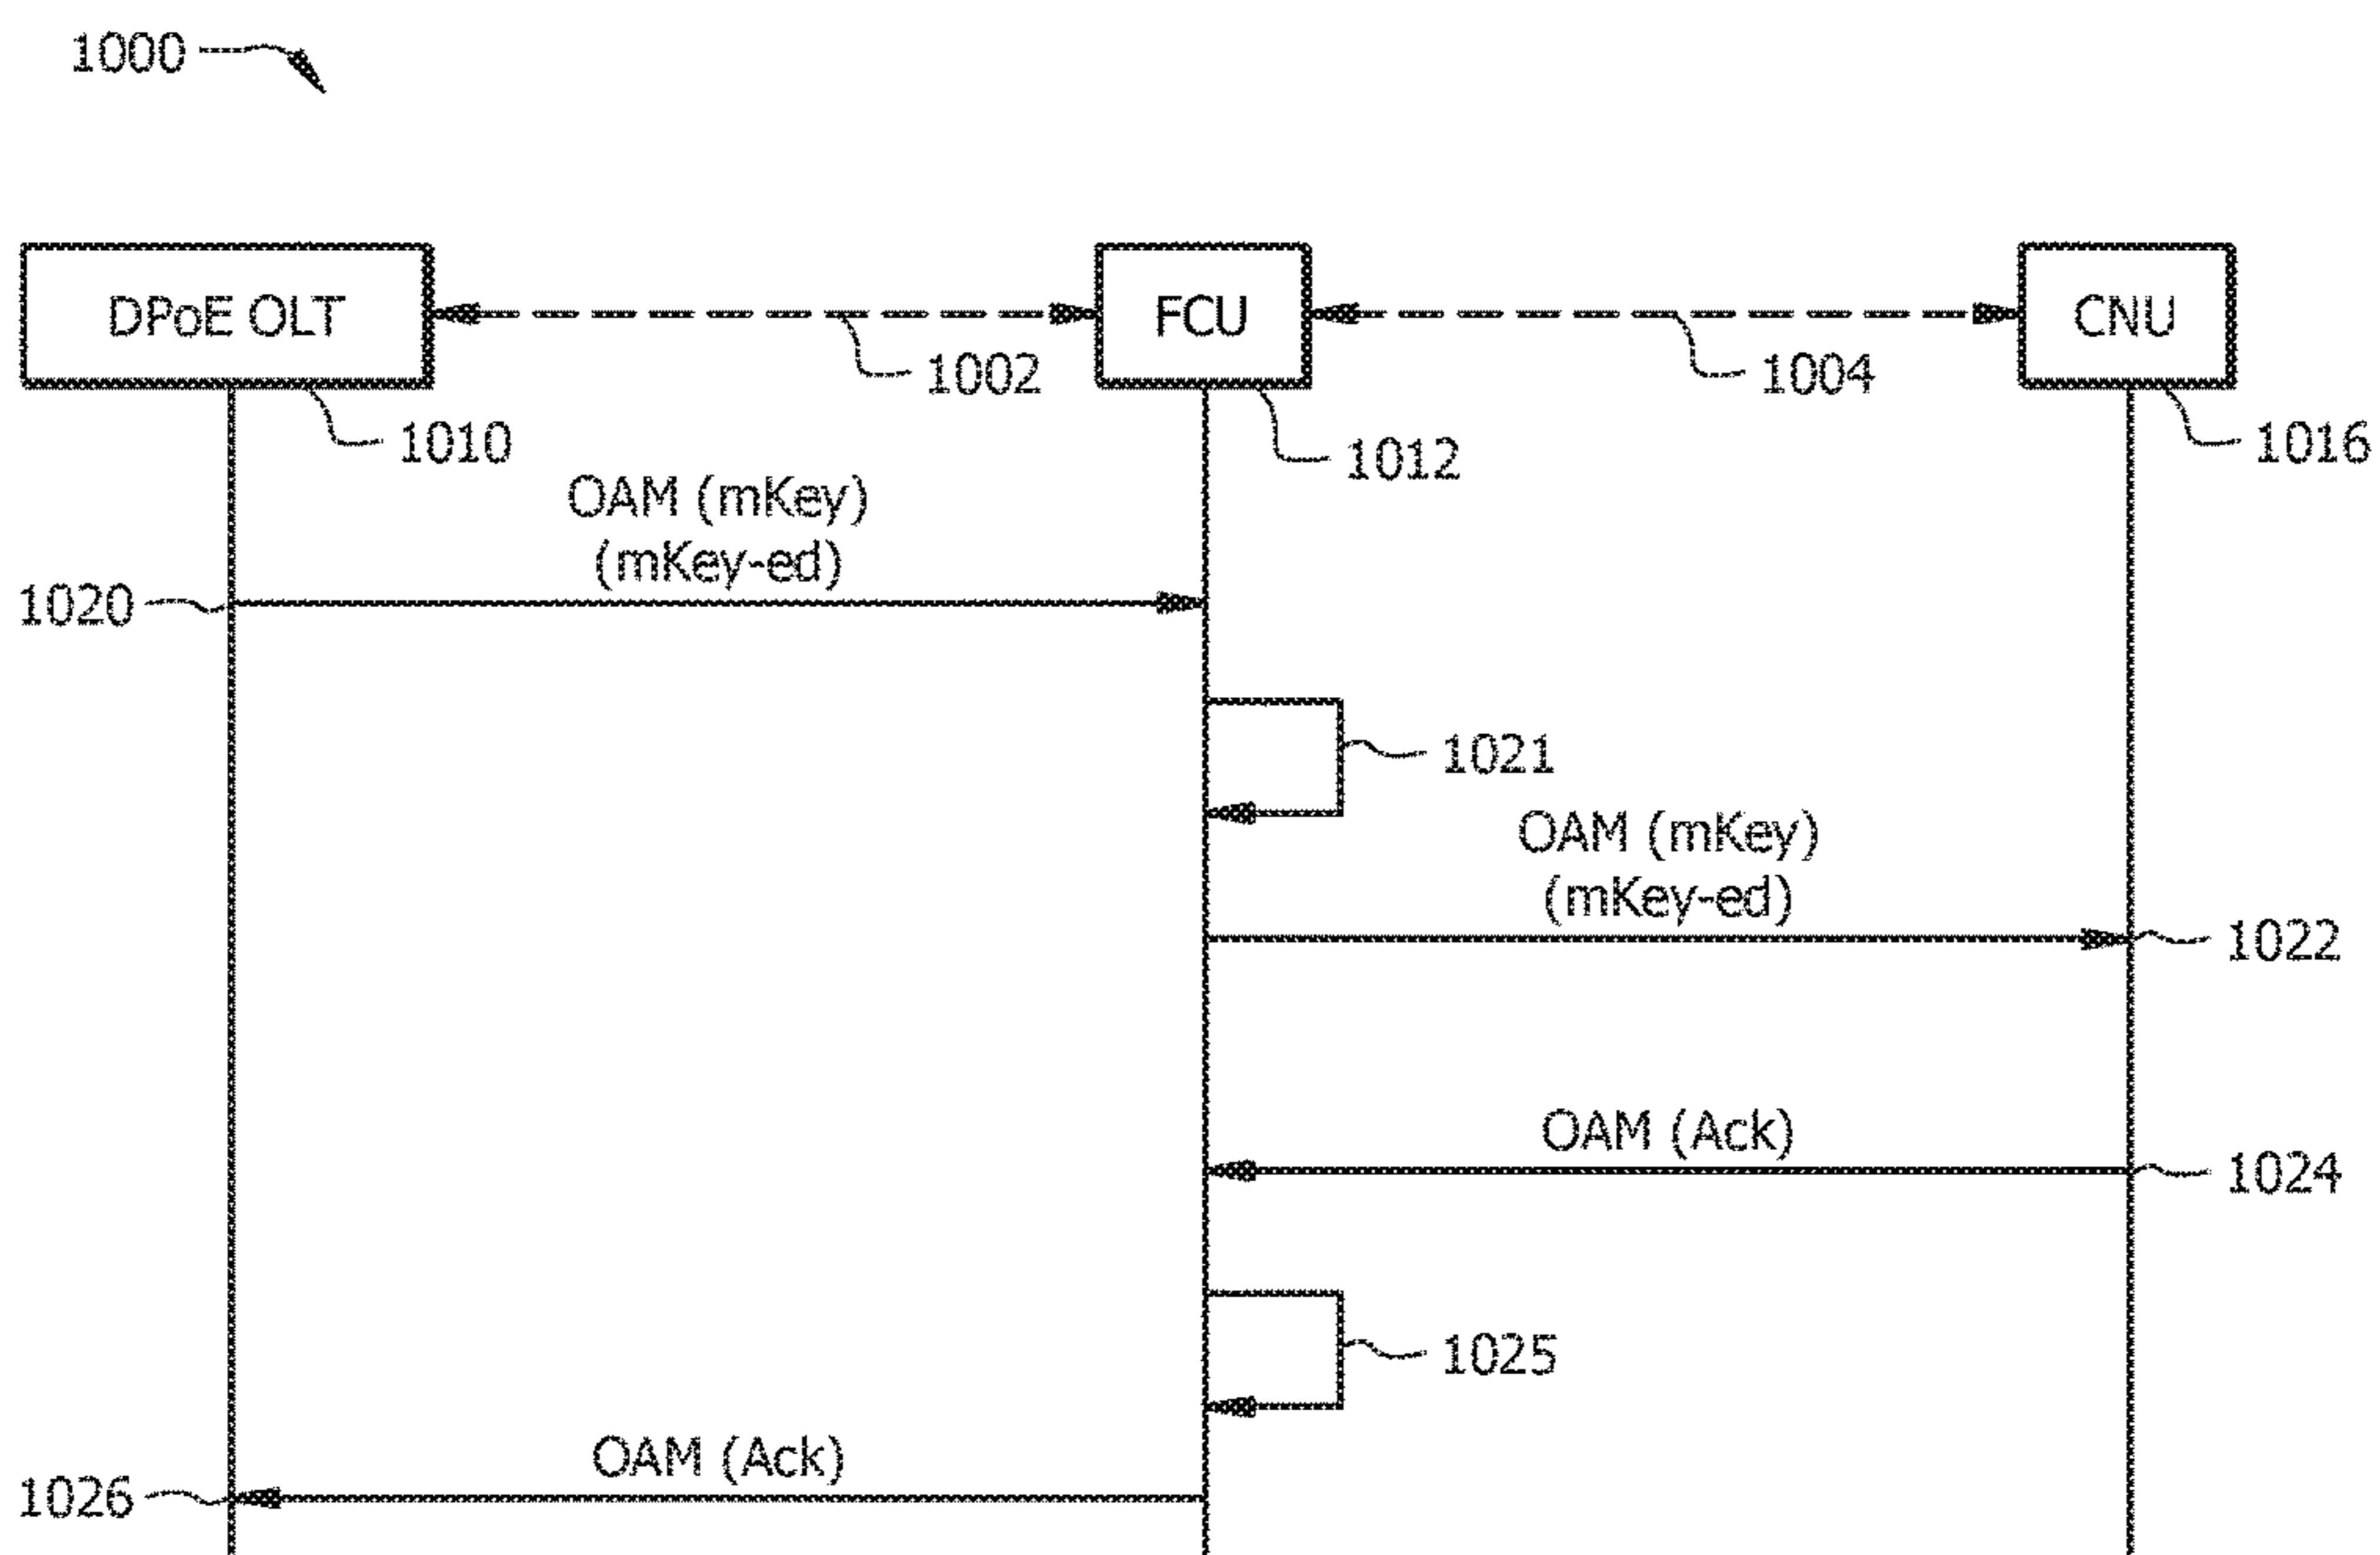 1000
DPoE OLT
FCU
CNU
1002
1004
1010
1012
1016
OAM (mKey)
(mKey-ed)
1020
1021
OAM (mKey)
(mKey-ed)
1022
OAM (Ack)
1024
1025
OAM (Ack)
1026